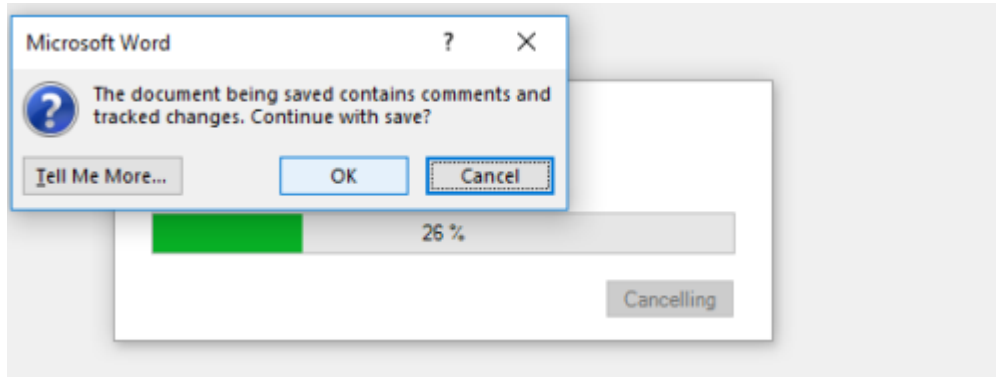 Microsoft Word
?
The document being saved contains comments and
tracked changes. Continue with save?
Tell Me More...
OK
Cancel
26 %
Cancelling